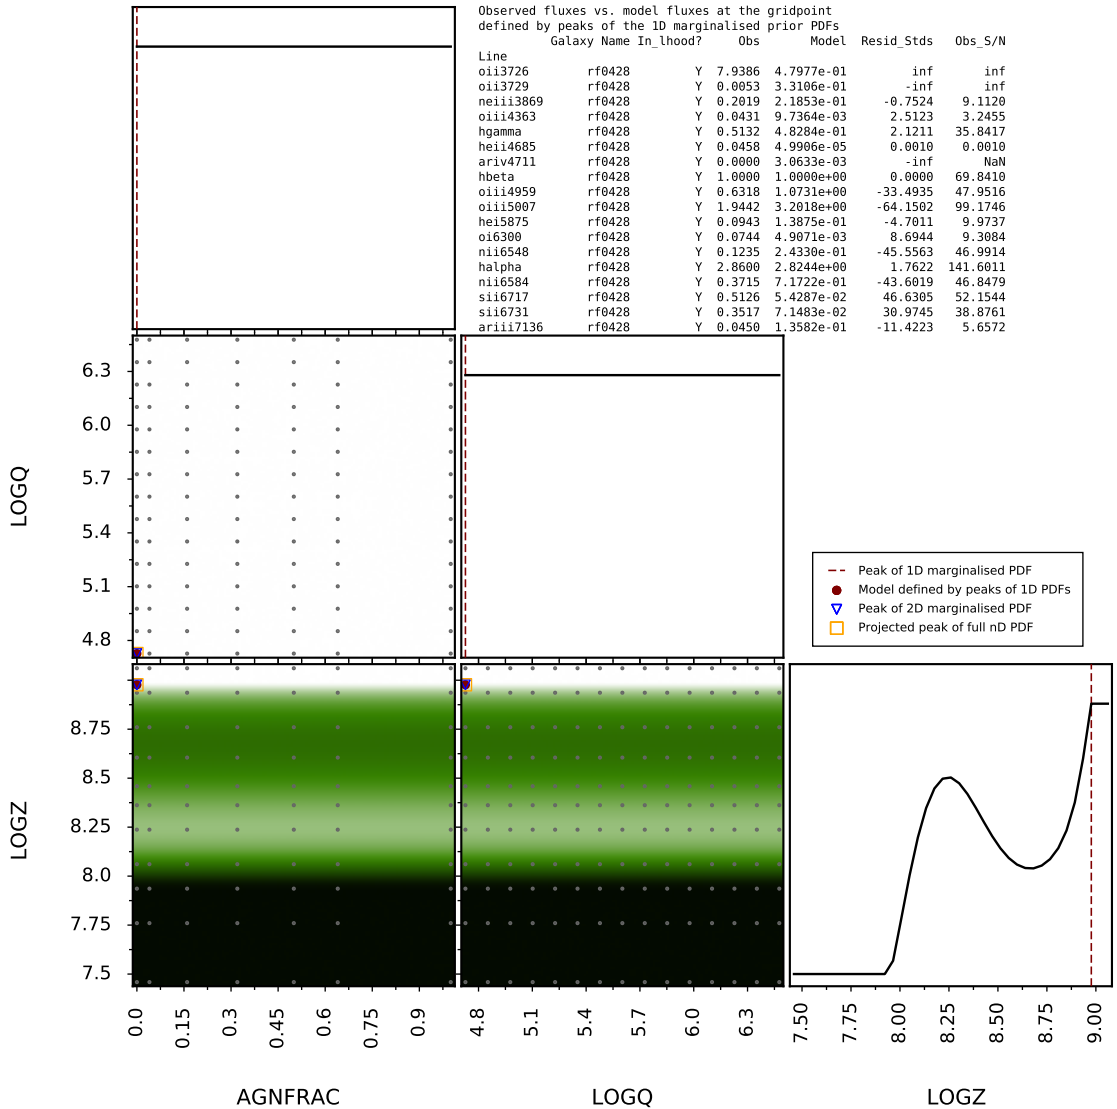 Observed fluxes vs. model fluxes at the gridpoint
defined by peaks of the 1D marginalised prior PDFs
Galaxy Name In_lhood? Obs Model Resid_Stds Obs_S/N
Line
oii3726 rf0428 Y 7.9386 4.7977e-01 inf inf
oii3729 rf0428 Y 0.0053 3.3106e-01 -inf inf
neiii3869 rf0428 Y 0.2019 2.1853e-01 -0.7524 9.1120
oiii4363 rf0428 Y 0.0431 9.7364e-03 2.5123 3.2455
hgamma rf0428 Y 0.5132 4.8284e-01 2.1211 35.8417
heii4685 rf0428 Y 0.0458 4.9906e-05 0.0010 0.0010
ariv4711 rf0428 Y 0.0000 3.0633e-03 -inf NaN
hbeta rf0428 Y 1.0000 1.0000e+00 0.0000 69.8410
oiii4959 rf0428 Y 0.6318 1.0731e+00 -33.4935 47.9516
oiii5007 rf0428 Y 1.9442 3.2018e+00 -64.1502 99.1746
hei5875 rf0428 Y 0.0943 1.3875e-01 -4.7011 9.9737
oi6300 rf0428 Y 0.0744 4.9071e-03 8.6944 9.3084
nii6548 rf0428 Y 0.1235 2.4330e-01 -45.5563 46.9914
halpha rf0428 Y 2.8600 2.8244e+00 1.7622 141.6011
nii6584 rf0428 Y 0.3715 7.1722e-01 -43.6019 46.8479
sii6717 rf0428 Y 0.5126 5.4287e-02 46.6305 52.1544
sii6731 rf0428 Y 0.3517 7.1483e-02 30.9745 38.8761
ariii7136 rf0428 Y 0.0450 1.3582e-01 -11.4223 5.6572
LOGQ
6.3
6.0
5.7
5.4
5.1
4.8
Peak of 1D marginalised PDF
Model defined by peaks of 1D PDFs
Peak of 2D marginalised PDF
Projected peak of full nD PDF
LOGZ
8.75
8.5
8.25
8.0
7.75
7.5
0.0 0.15 0.3 0.45 0.6 0.75 0.9
4.8 5.1 5.4 5.7 6.0 6.3
7.50 7.75 8.00 8.25 8.50 8.75 9.00
AGNFRAC LOGQ LOGZ